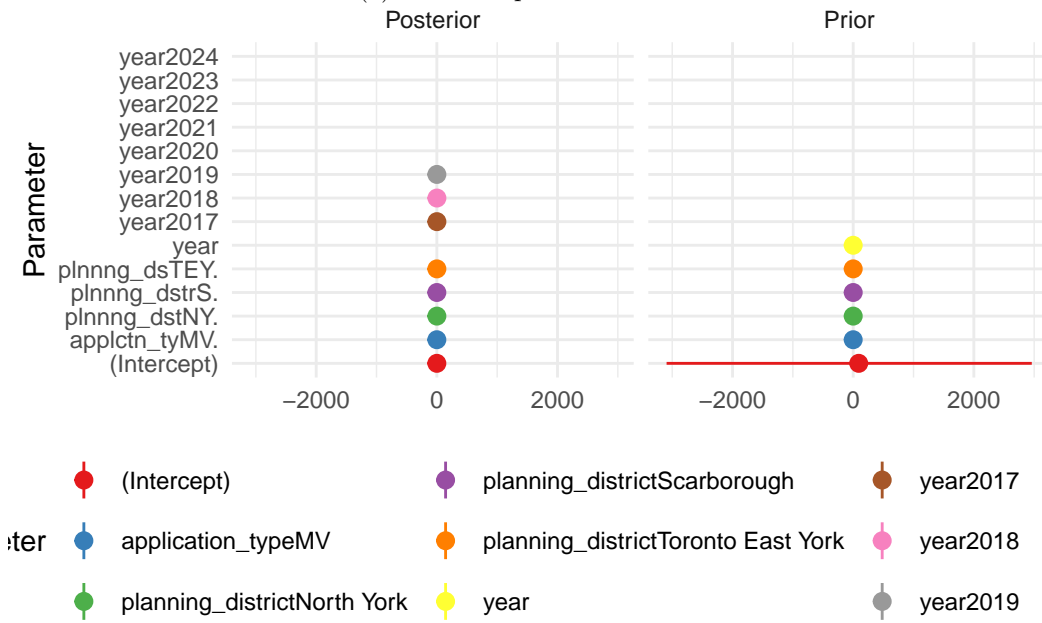 Posterior Prior
year2024
year2023
year2022
year2021
year2020
year2019
year2018
year2017
year
plnnng_dsTEY.
plnnng_dstrS.
plnnng_dstNY.
applctn_tyMV.
(Intercept)
Parameter
−2000 0 2000 −2000 0 2000
(Intercept) planning_districtScarborough year2017
application_typeMV planning_districtToronto East York year2018
planning_districtNorth York year year2019